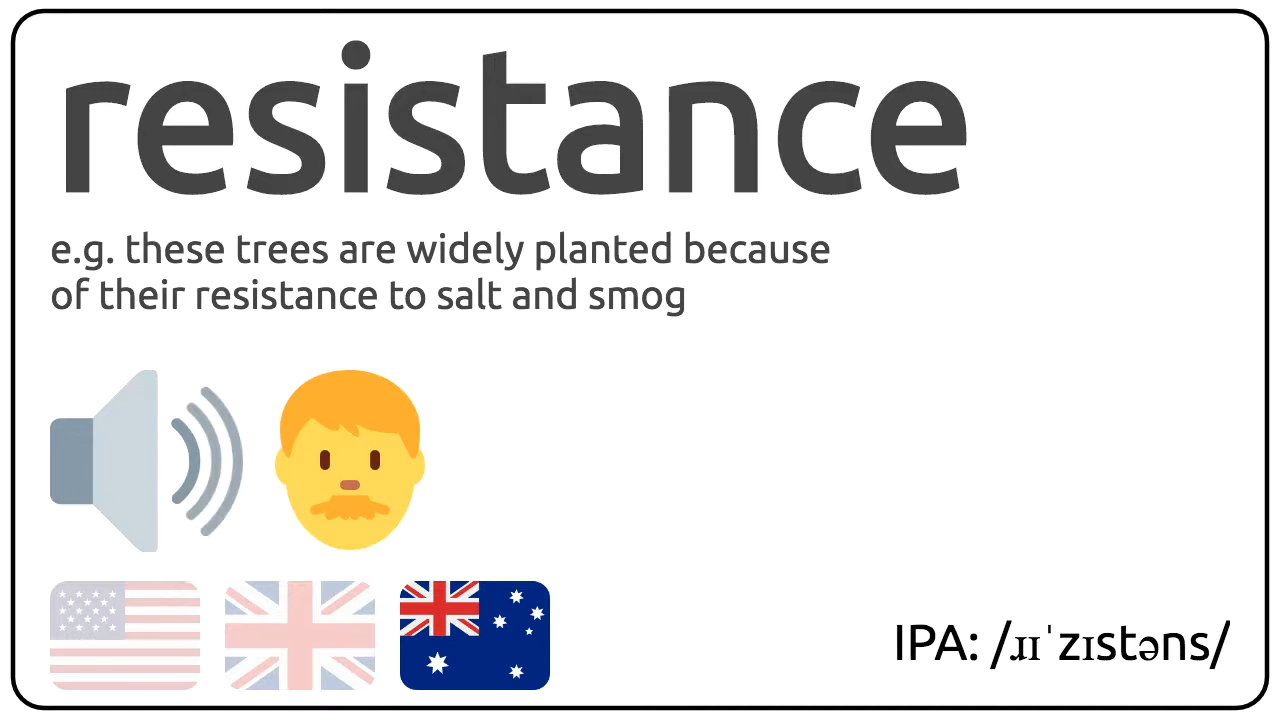 resistance
e.g. these trees are widely planted because
of their resistance to salt and smog
IPA: /ɹɪˈzɪstəns/